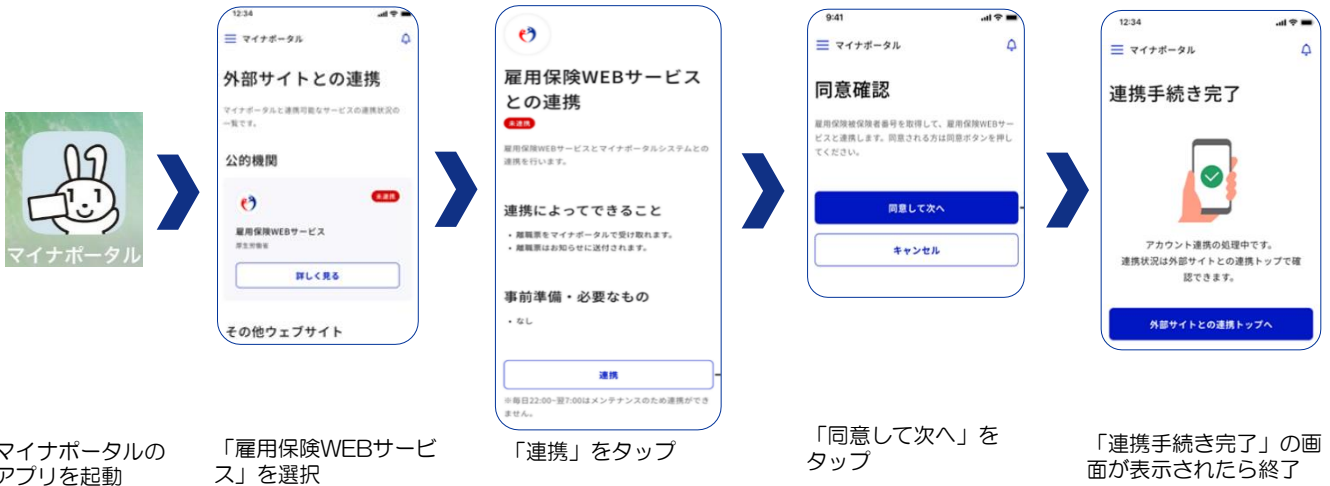 マイナポータル
マイナポータルの
アプリを起動
12:34
マイナポータル
外部サイトとの連携
マイナポータルと連携可能なサービスの連携状況の
一覧です。
公的機関
未連携
雇用保険WEBサービス
厚生労働省
詳しく見る
その他ウェブサイト
「雇用保険WEBサービ
ス」を選択
雇用保険WEBサービス
との連携
未連携
雇用保険WEBサービスとマイナポータルシステムとの
連携を行います。
連携によってできること
・離職票をマイナポータルで受け取れます。
・離職票はお知らせに送付されます。
事前準備・必要なもの
・なし
連携
※毎日22:00~翌7:00はメンテナンスのため連携ができ
ません。
「連携」をタップ
9:41
マイナポータル
同意確認
雇用保険被保険者番号を取得して、雇用保険WEBサー
ビスと連携します。同意される方は同意ボタンを押し
てください。
同意して次へ
キャンセル
「同意して次へ」を
タップ
12:34
マイナポータル
連携手続き完了
アカウント連携の処理中です。
連携状況は外部サイトとの連携トップで確
認できます。
外部サイトとの連携トップへ
「連携手続き完了」の画
面が表示されたら終了